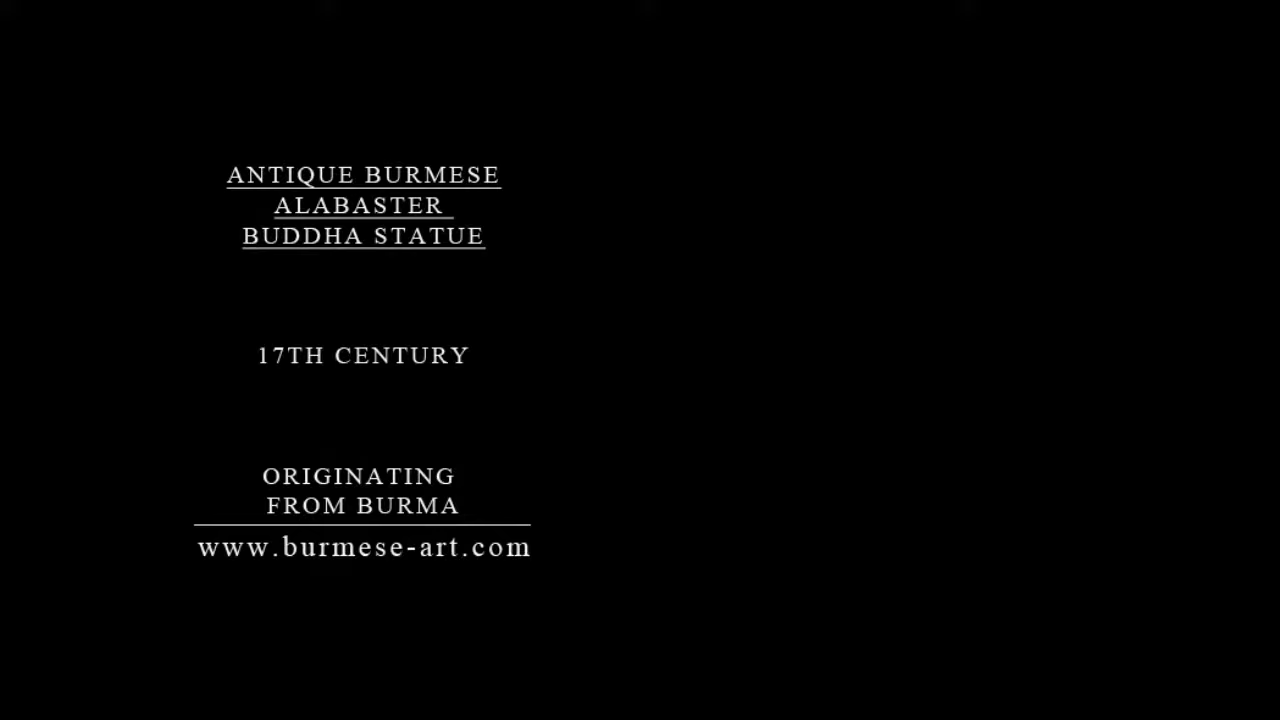 ANTIQUE BURMESE
ALABASTER
BUDDHA STATUE
17TH CENTURY
ORIGINATING
FROM BURMA
www.burmese-art.com